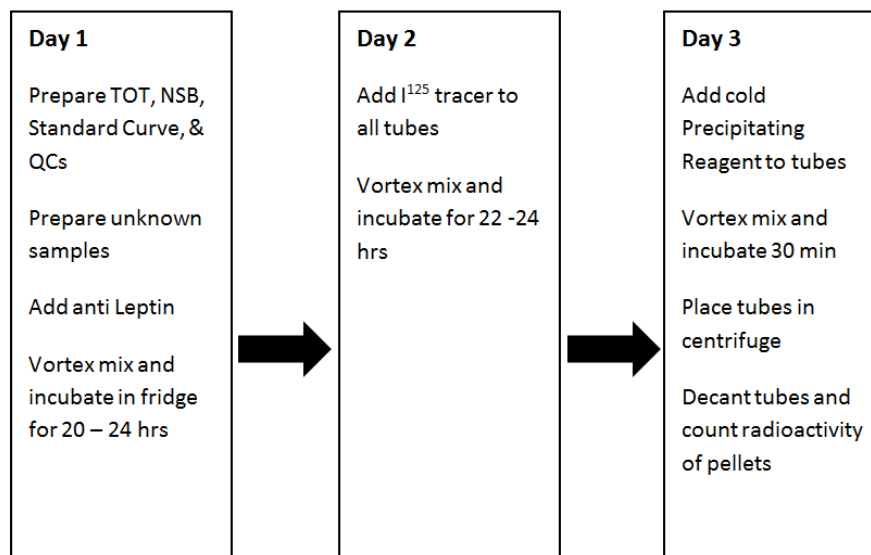 Day 1
Prepare TOT, NSB,
Standard Curve, &
QCs
Prepare unknown
samples
Add anti Leptin
Vortex mix and
incubate in fridge
for 20 – 24 hrs
Day 2
Add I¹²⁵ tracer to
all tubes
Vortex mix and
incubate for 22 -24
hrs
Day 3
Add cold
Precipitating
Reagent to tubes
Vortex mix and
incubate 30 min
Place tubes in
centrifuge
Decant tubes and
count radioactivity
of pellets